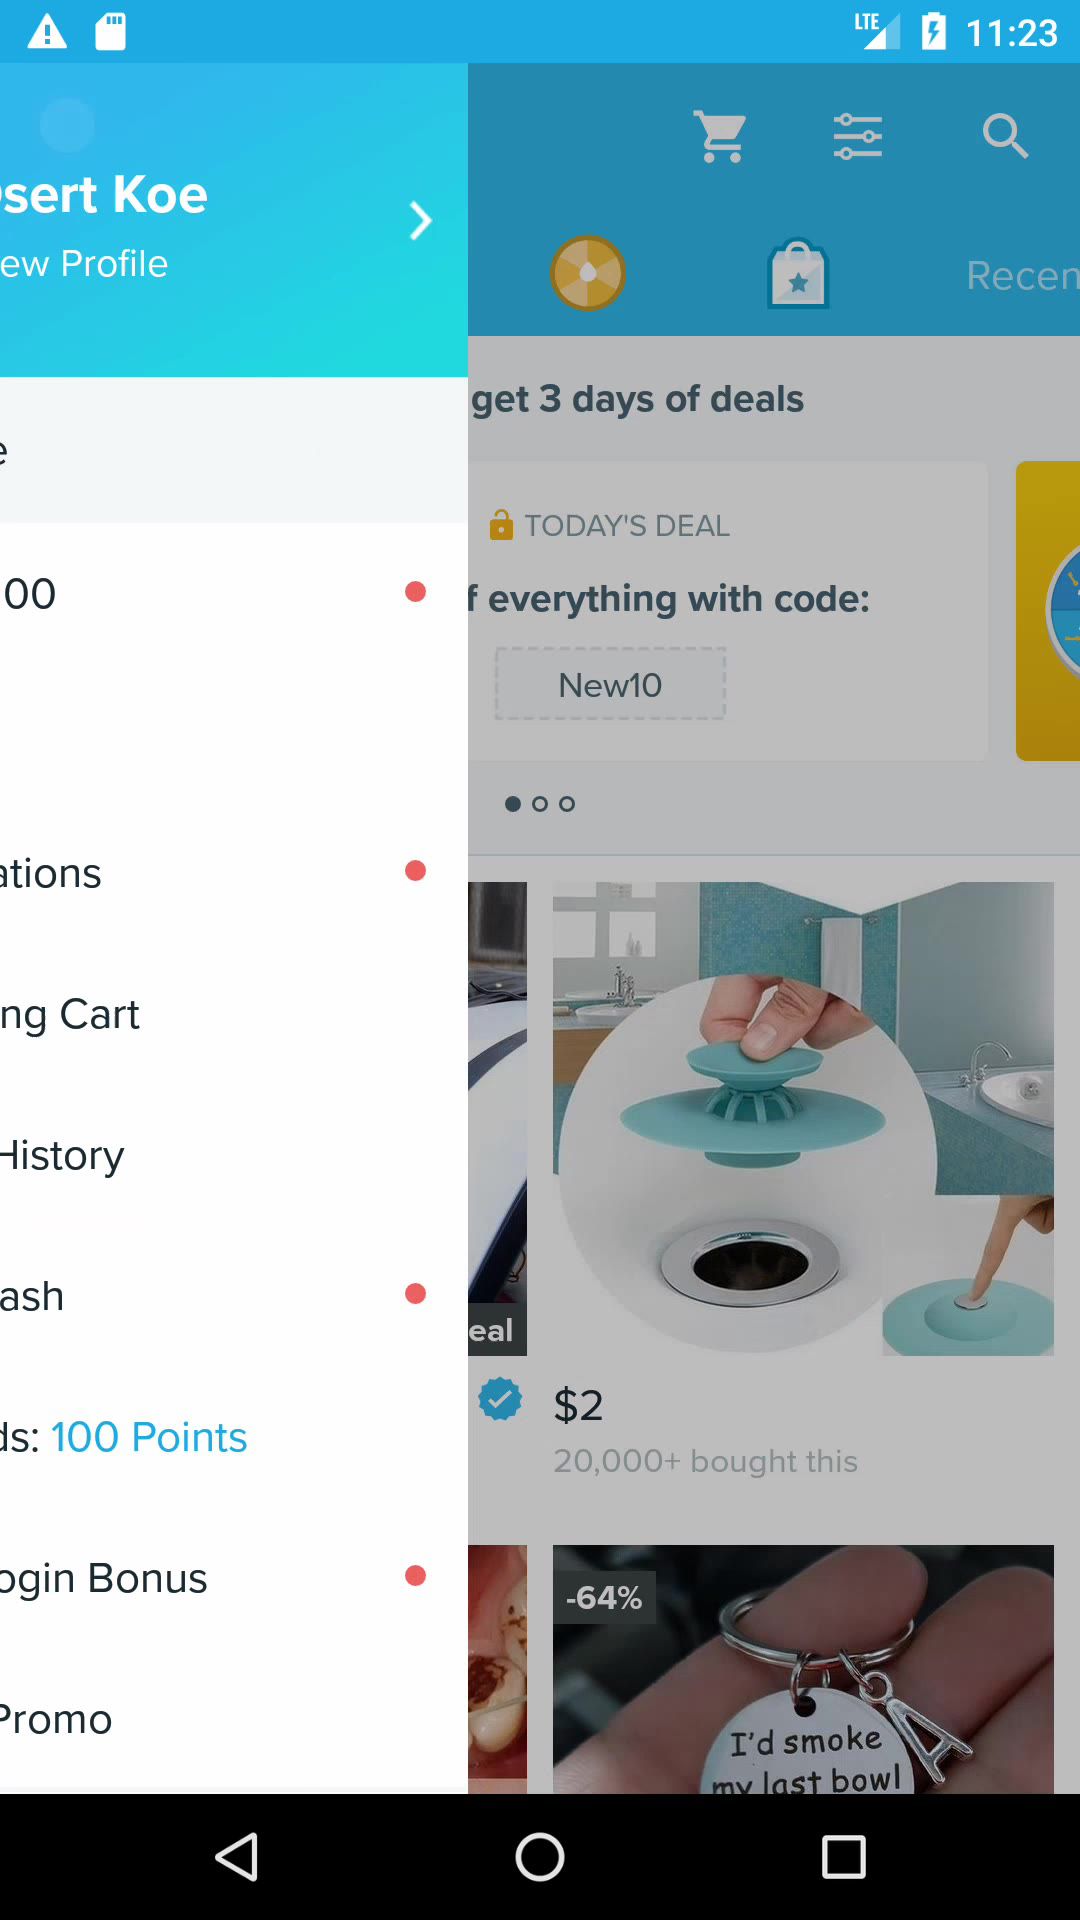 LTE 11:23
sert Koe
ew Profile
Recen
get 3 days of deals
e
TODAY'S DEAL
00
f everything with code:
New10
ations
ng Cart
History
ash
eal
ds: 100 Points
$2
20,000+ bought this
ogin Bonus
-64%
Promo
I'd smoke
my last bowl